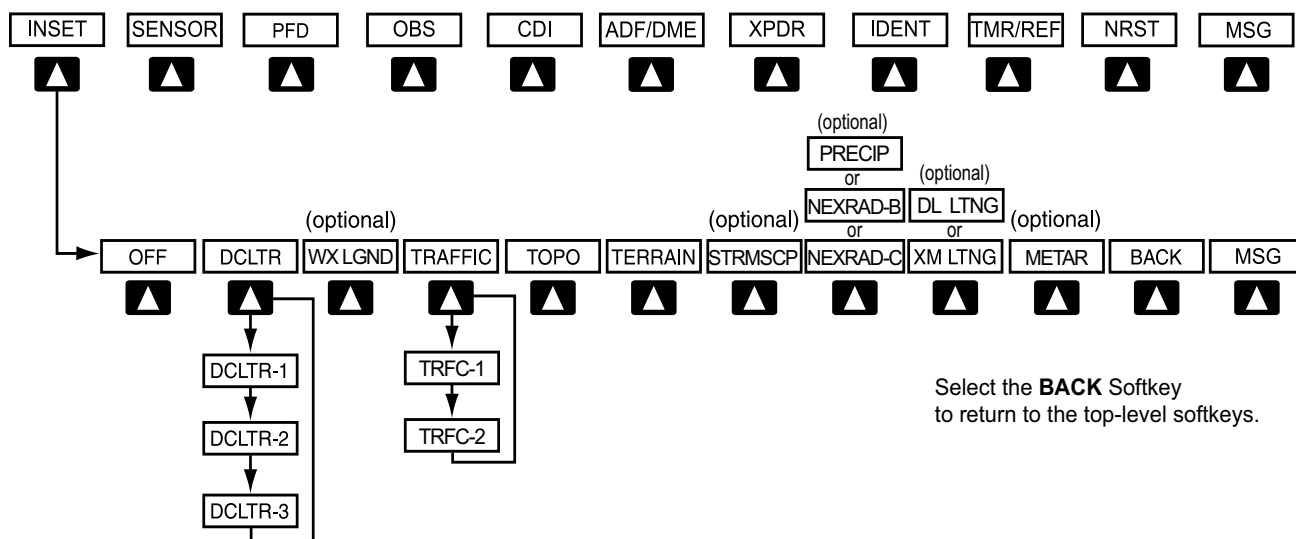 INSET SENSOR PFD OBS CDI ADF/DME XPDR IDENT TMR/REF NRST MSG
(optional)
PRECIP
or
(optional)
NEXRAD-B
DL LTNG
(optional)
(optional)
or
or
(optional)
OFF DCLTR WX LGND TRAFFIC TOPO TERRAIN STRMSCP NEXRAD-C XM LTNG METAR BACK MSG
DCLTR-1
TRFC-1
DCLTR-2
TRFC-2
DCLTR-3
Select the BACK Softkey
to return to the top-level softkeys.